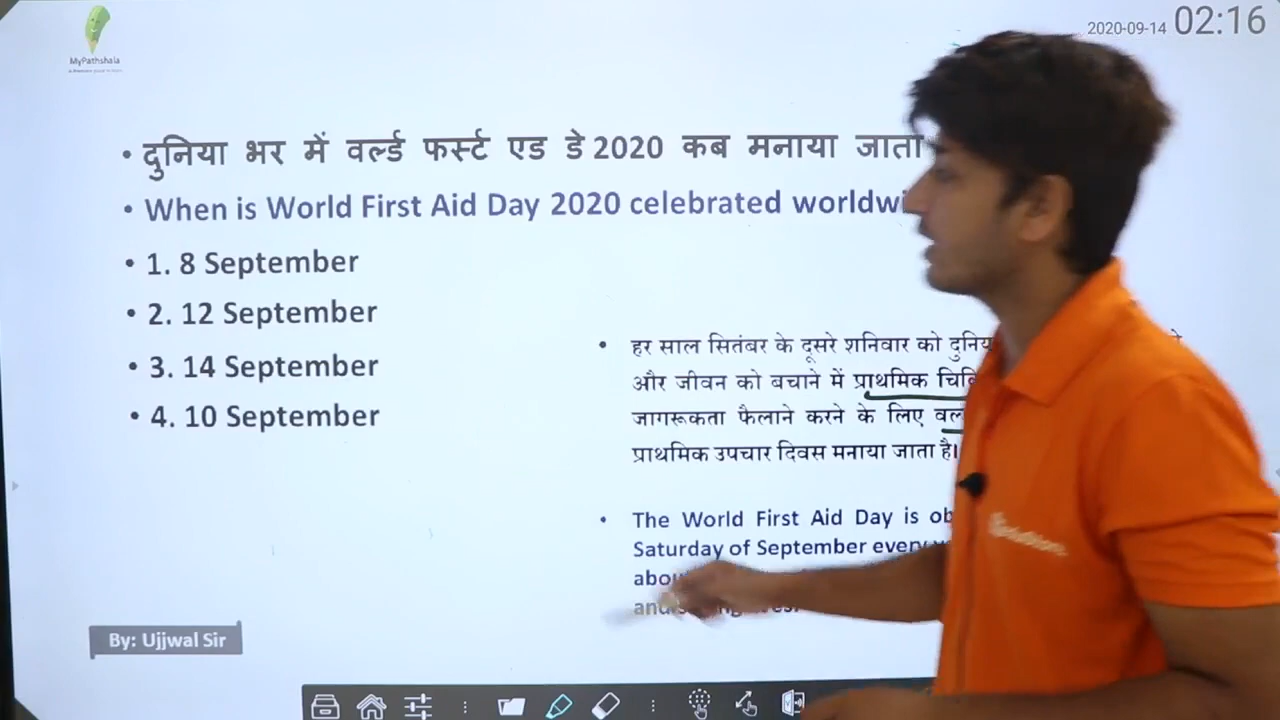 MyPathshala
2020-09-14 02:16
• दुनिया भर में वर्ल्ड फर्स्ट एड डे 2020 कब मनाया जाता
• When is World First Aid Day 2020 celebrated
• 1. 8 September
• 2. 12 September
• 3. 14 September
• 4. 10 September
• हर साल सितंबर के दूसरे शनिवार को
और जीवन को बचाने में प्राथमिक
जागरूकता फैलाने करने के लिए
प्राथमिक उपचार दिवस मनाया जाता है।
• The World First Aid Day is
Saturday of September every
By: Ujjwal Sir